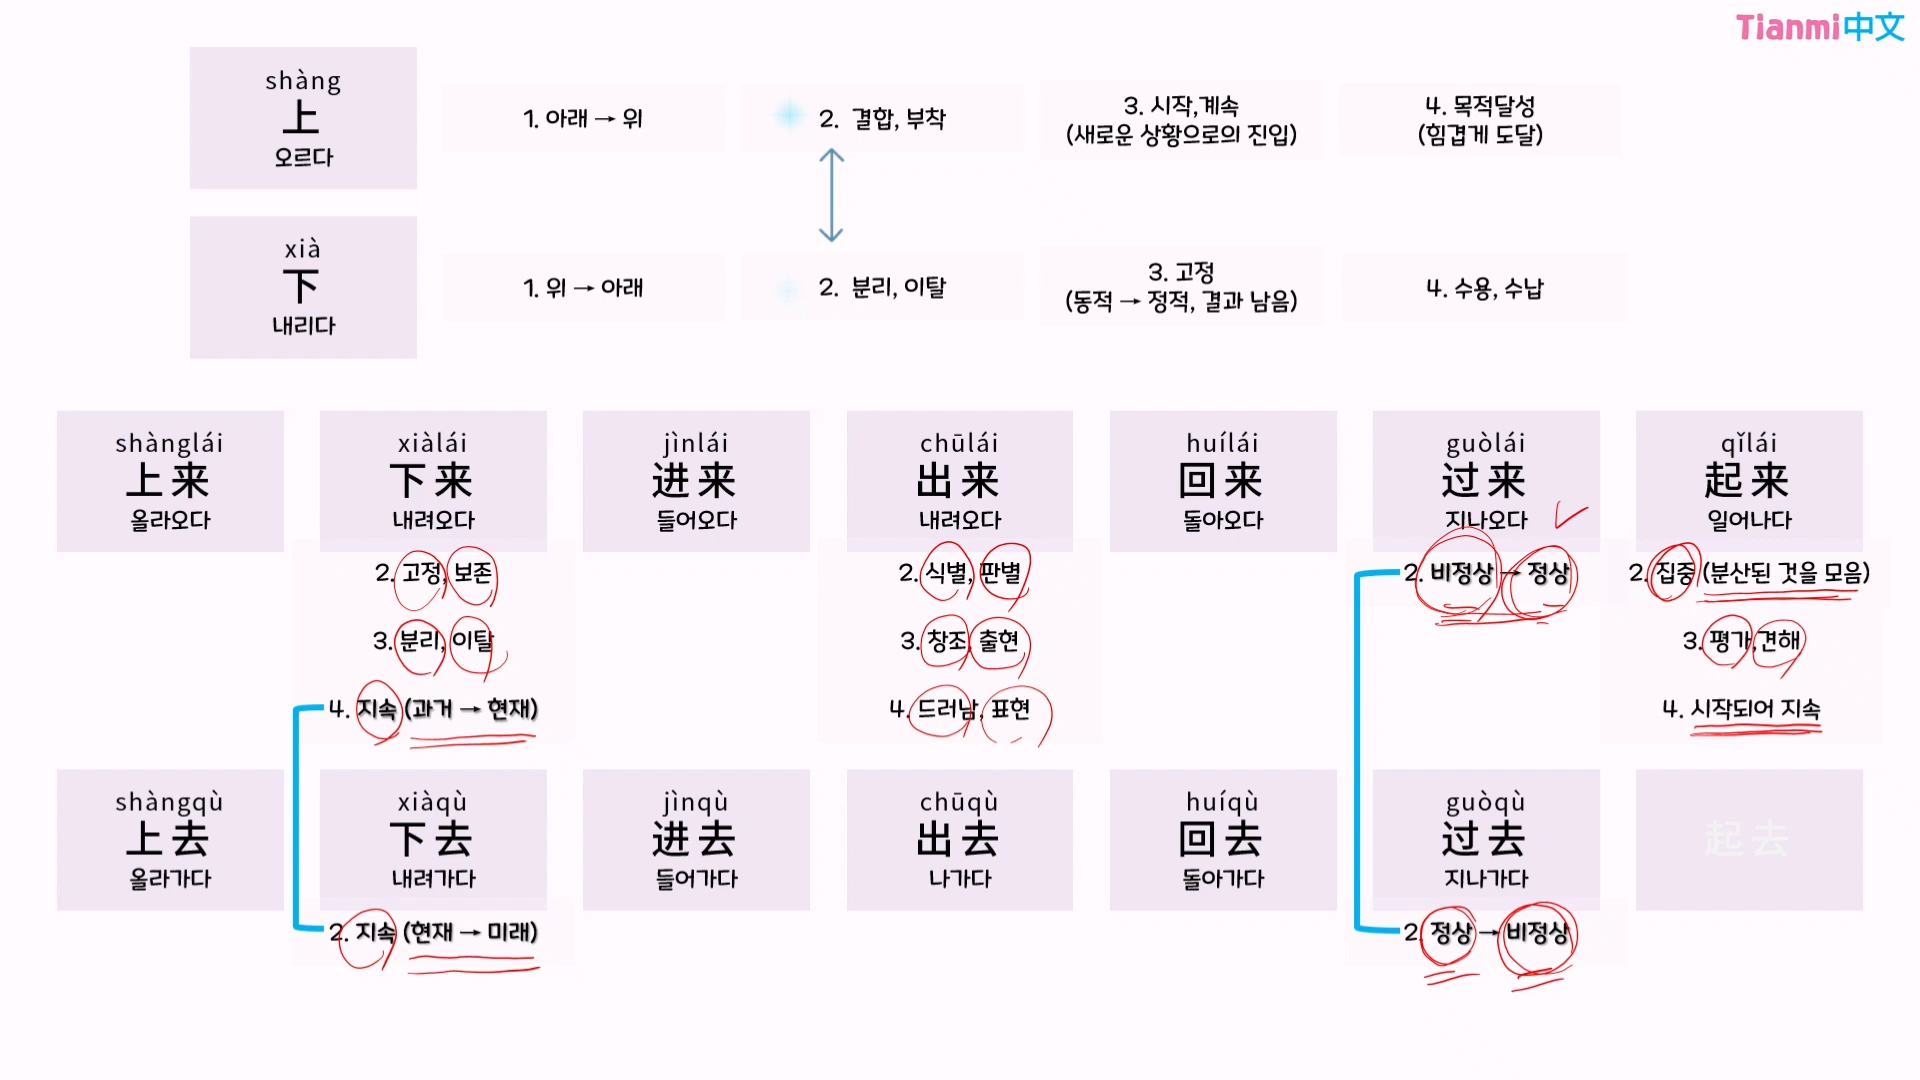 Tianmi中文
shàng
上
오르다
1. 아래 → 위
2. 결합, 부착
3. 시작,계속
(새로운 상황으로의 진입)
4. 목적달성
(힘겹게 도달)
xià
下
내리다
1. 위 → 아래
2. 분리, 이탈
3. 고정
(동적 → 정적, 결과 남음)
4. 수용, 수납
shànglái
上来
올라오다
xiàlái
下来
내려오다
2. 고정, 보존
3. 분리, 이탈
4. 지속 (과거 → 현재)
jìnlái
进来
들어오다
chūlái
出来
내려오다
2. 식별, 판별
3. 창조, 출현
4. 드러남, 표현
huílái
回来
돌아오다
guòlái
过来
지나오다
2. 비정상 → 정상
qǐlái
起来
일어나다
2. 집중 (분산된 것을 모음)
3. 평가,견해
4. 시작되어 지속
shàngqù
上去
올라가다
xiàqù
下去
내려가다
2. 지속 (현재 → 미래)
jìnqù
进去
들어가다
chūqù
出去
나가다
huíqù
回去
돌아가다
guòqù
过去
지나가다
2. 정상 → 비정상
起去